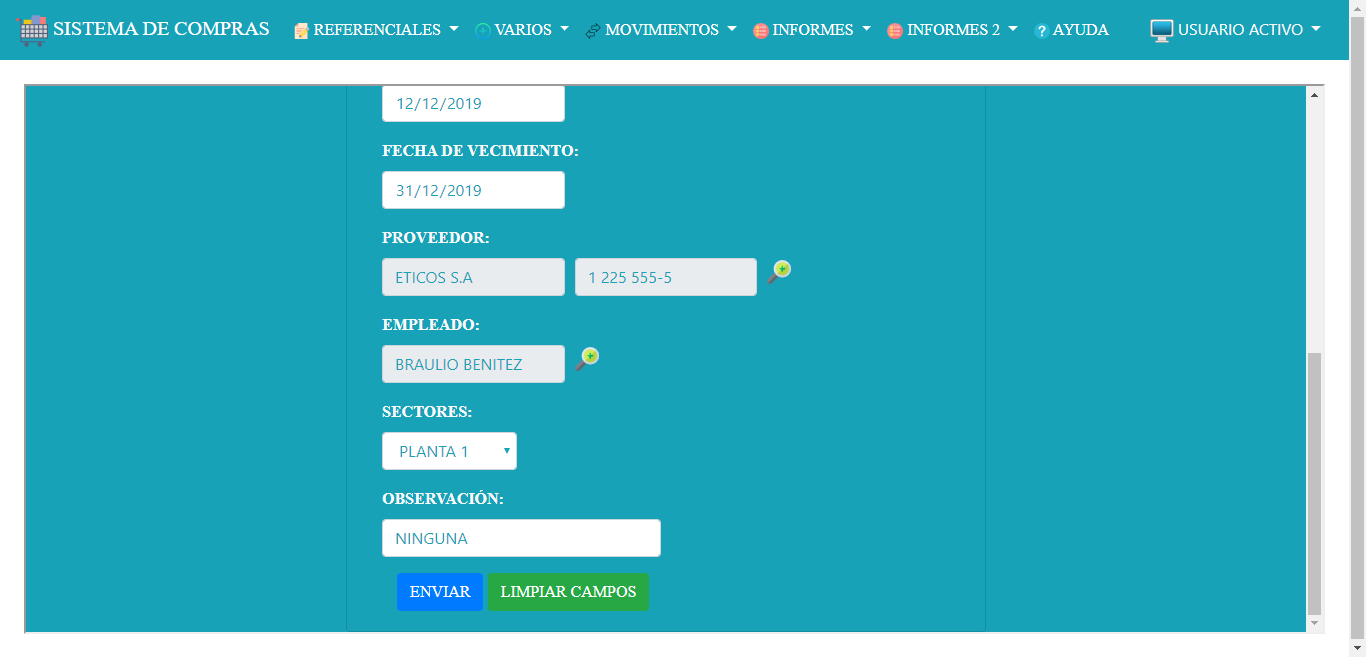 SISTEMA DE COMPRAS REFERENCIALES VARIOS MOVIMIENTOS INFORMES INFORMES 2 ? AYUDA USUARIO ACTIVO
12/12/2019
FECHA DE VECIMIENTO:
31/12/2019
PROVEEDOR:
ETICOS S.A 1 225 555-5
EMPLEADO:
BRAULIO BENITEZ
SECTORES:
PLANTA 1
OBSERVACIÓN:
NINGUNA
ENVIAR LIMPIAR CAMPOS